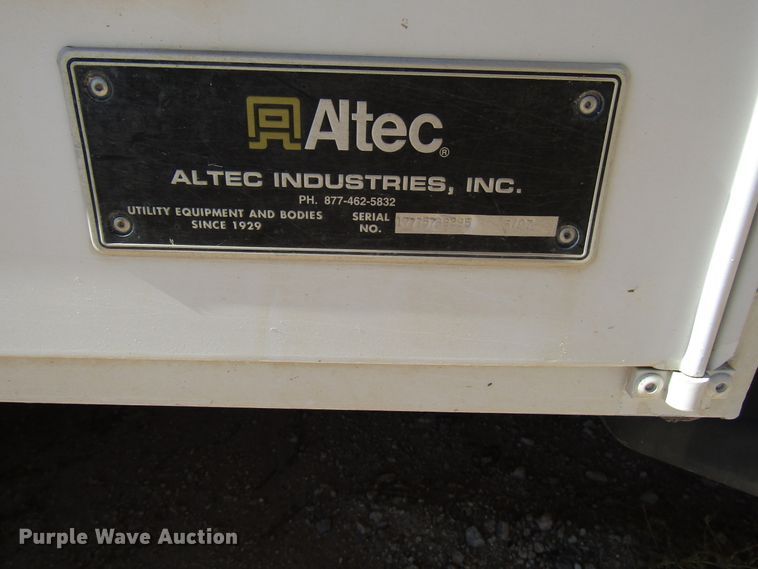 Altec®
ALTEC INDUSTRIES, INC.
PH. 877-462-5832
UTILITY EQUIPMENT AND BODIES
SINCE 1929
SERIAL
NO.
Purple Wave Auction